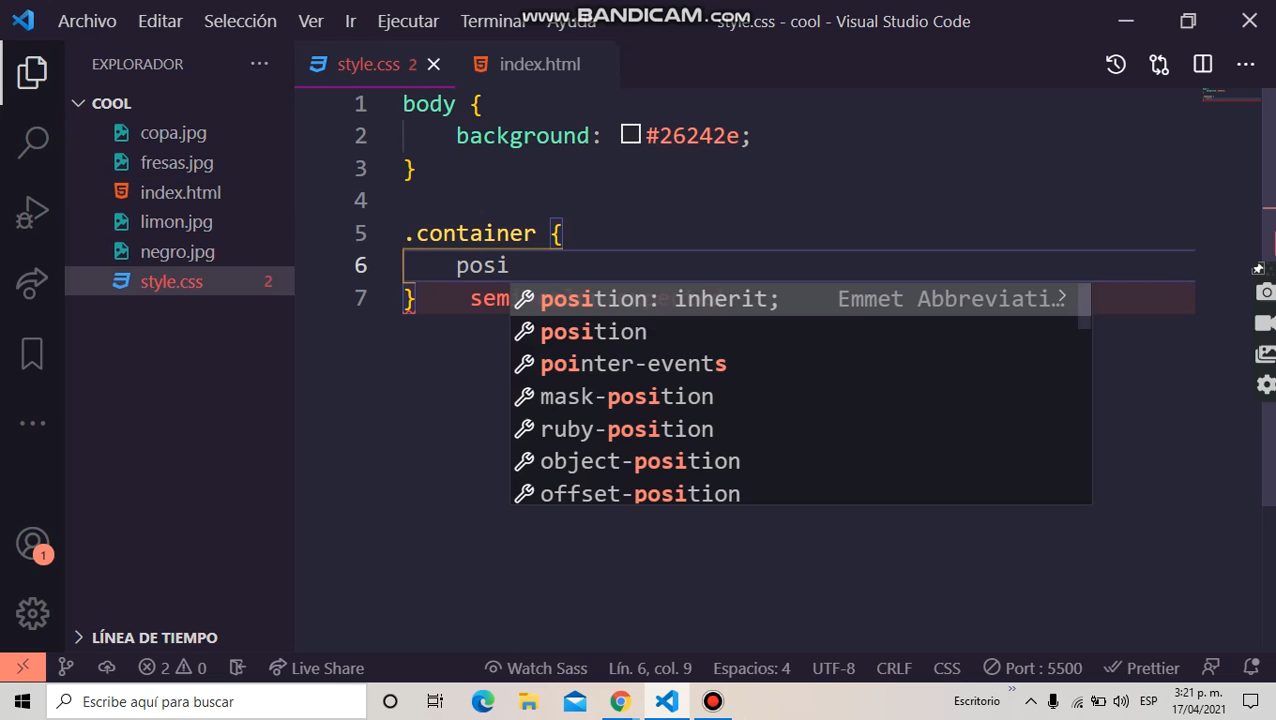 Archivo Editar Selección Ver Ir Ejecutar Terminal Ayuda style.css - cool - Visual Studio Code
www.BANDICAM.com
EXPLORADOR
style.css 2 index.html
COOL
copa.jpg
fresas.jpg
index.html
limon.jpg
negro.jpg
style.css 2
1 body {
2 background: #26242e;
3 }
4
5 .container {
6 posi
7 } sem
position: inherit; Emmet Abbreviati...
position
pointer-events
mask-position
ruby-position
object-position
offset-position
1
LÍNEA DE TIEMPO
2 0 Live Share Watch Sass Lín. 6, col. 9 Espacios: 4 UTF-8 CRLF CSS Port : 5500 Prettier
Escribe aquí para buscar
Escritorio » ESP
3:21 p. m.
17/04/2021